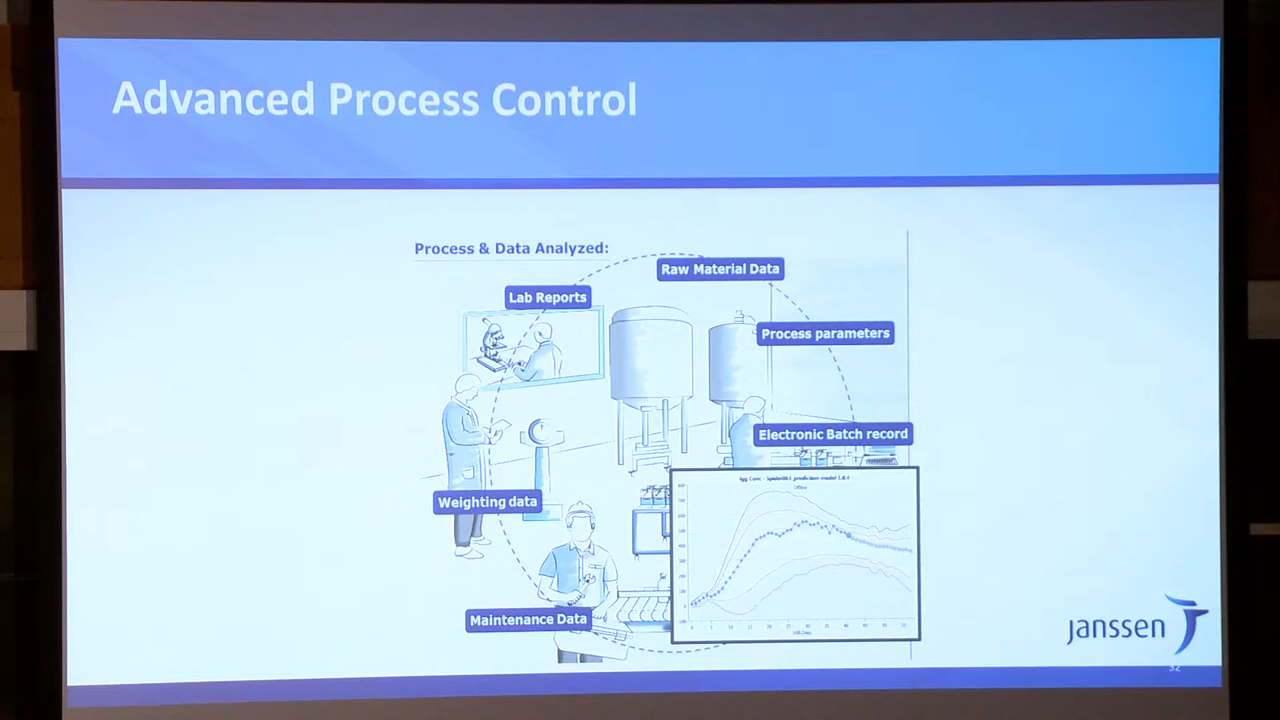 Advanced Process Control
Process & Data Analyzed:
Raw Material Data
Lab Reports
Process parameters
Electronic Batch record
Weighting data
Maintenance Data
janssen
32